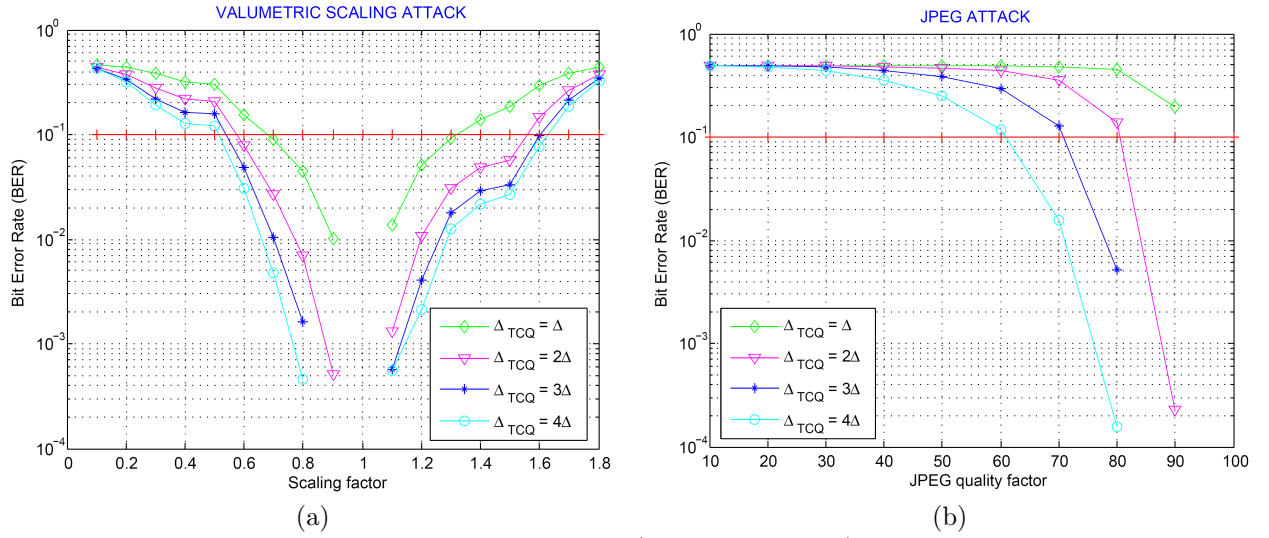 VALUMETRIC SCALING ATTACK
10^0
10^-1
10^-2
10^-3
10^-4
Bit Error Rate (BER)
0 0.2 0.4 0.6 0.8 1 1.2 1.4 1.6 1.8
Scaling factor
Δ TCQ = Δ
Δ TCQ = 2Δ
Δ TCQ = 3Δ
Δ TCQ = 4Δ
(a)
JPEG ATTACK
10^0
10^-1
10^-2
10^-3
10^-4
Bit Error Rate (BER)
10 20 30 40 50 60 70 80 90 100
JPEG quality factor
Δ TCQ = Δ
Δ TCQ = 2Δ
Δ TCQ = 3Δ
Δ TCQ = 4Δ
(b)